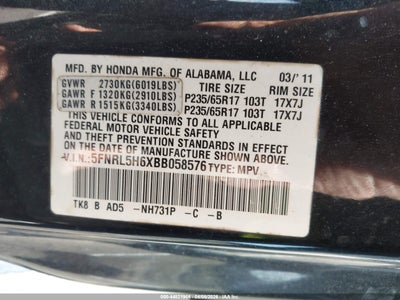 MFD. BY HONDA MFG. OF ALABAMA, LLC 03/'11
GVWR 2730KG(6019LBS) TIRE SIZE RIM SIZE
GAWR F 1320KG(2910LBS) P235/65R17 103T 17X7J
GAWR R 1515KG(3340LBS) P235/65R17 103T 17X7J
THIS VEHICLE CONFORMS TO ALL APPLICABLE
FEDERAL MOTOR VEHICLE SAFETY, BUMPER,
AND THEFT PREVENTION STANDARDS IN EFFECT ON
THE DATE OF MANUFACTURE SHOWN ABOVE.
V.I.N.:5FNRL5H6XBB058576 TYPE: MPV
TK8 B AD5 -NH731P -C -B